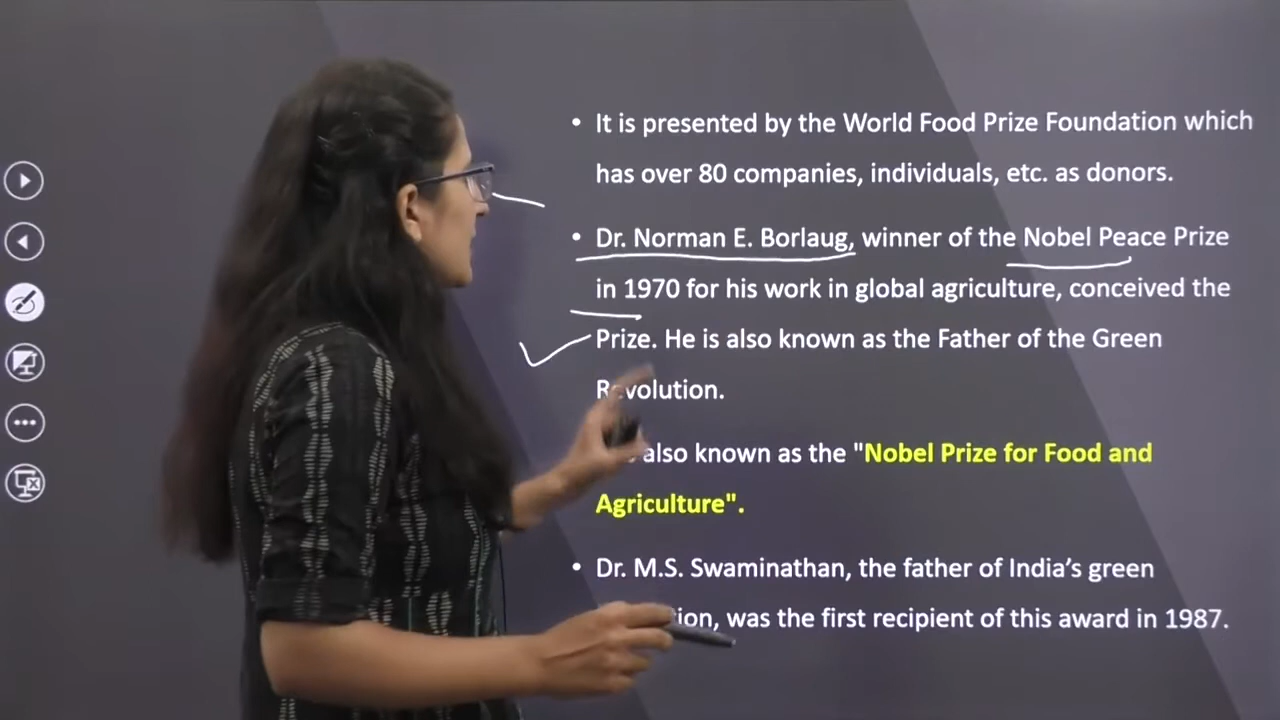 • It is presented by the World Food Prize Foundation which
has over 80 companies, individuals, etc. as donors.
• Dr. Norman E. Borlaug, winner of the Nobel Peace Prize
in 1970 for his work in global agriculture, conceived the
Prize. He is also known as the Father of the Green
Revolution.
also known as the "Nobel Prize for Food and
Agriculture".
• Dr. M.S. Swaminathan, the father of India’s green
was the first recipient of this award in 1987.